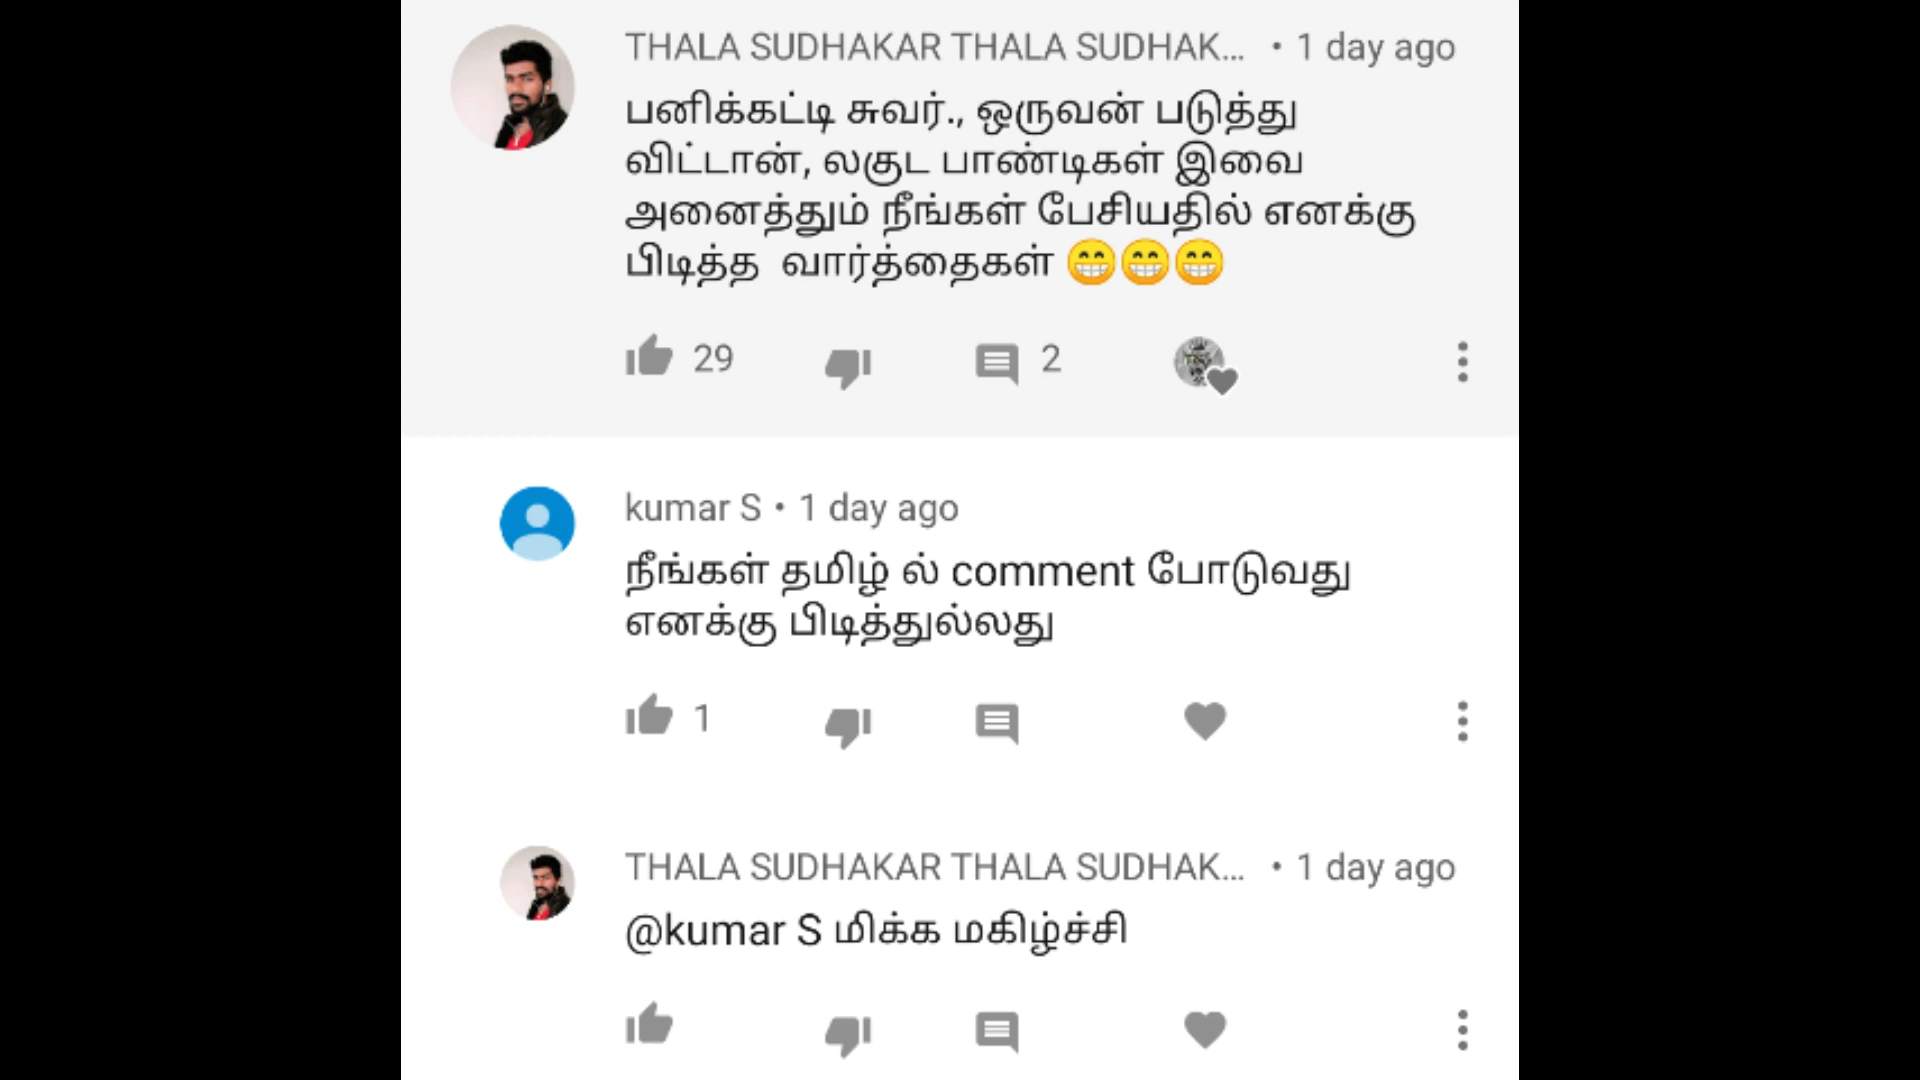 THALA SUDHAKAR THALA SUDHAK... • 1 day ago
பனிக்கட்டி சுவர்., ஒருவன் படுத்து
விட்டான், லகுட பாண்டிகள் இவை
அனைத்தும் நீங்கள் பேசியதில் எனக்கு
பிடித்த வார்த்தைகள் 😁😁😁
29 2
kumar S • 1 day ago
நீங்கள் தமிழ் ல் comment போடுவது
எனக்கு பிடித்துல்லது
1
THALA SUDHAKAR THALA SUDHAK... • 1 day ago
@kumar S மிக்க மகிழ்ச்சி